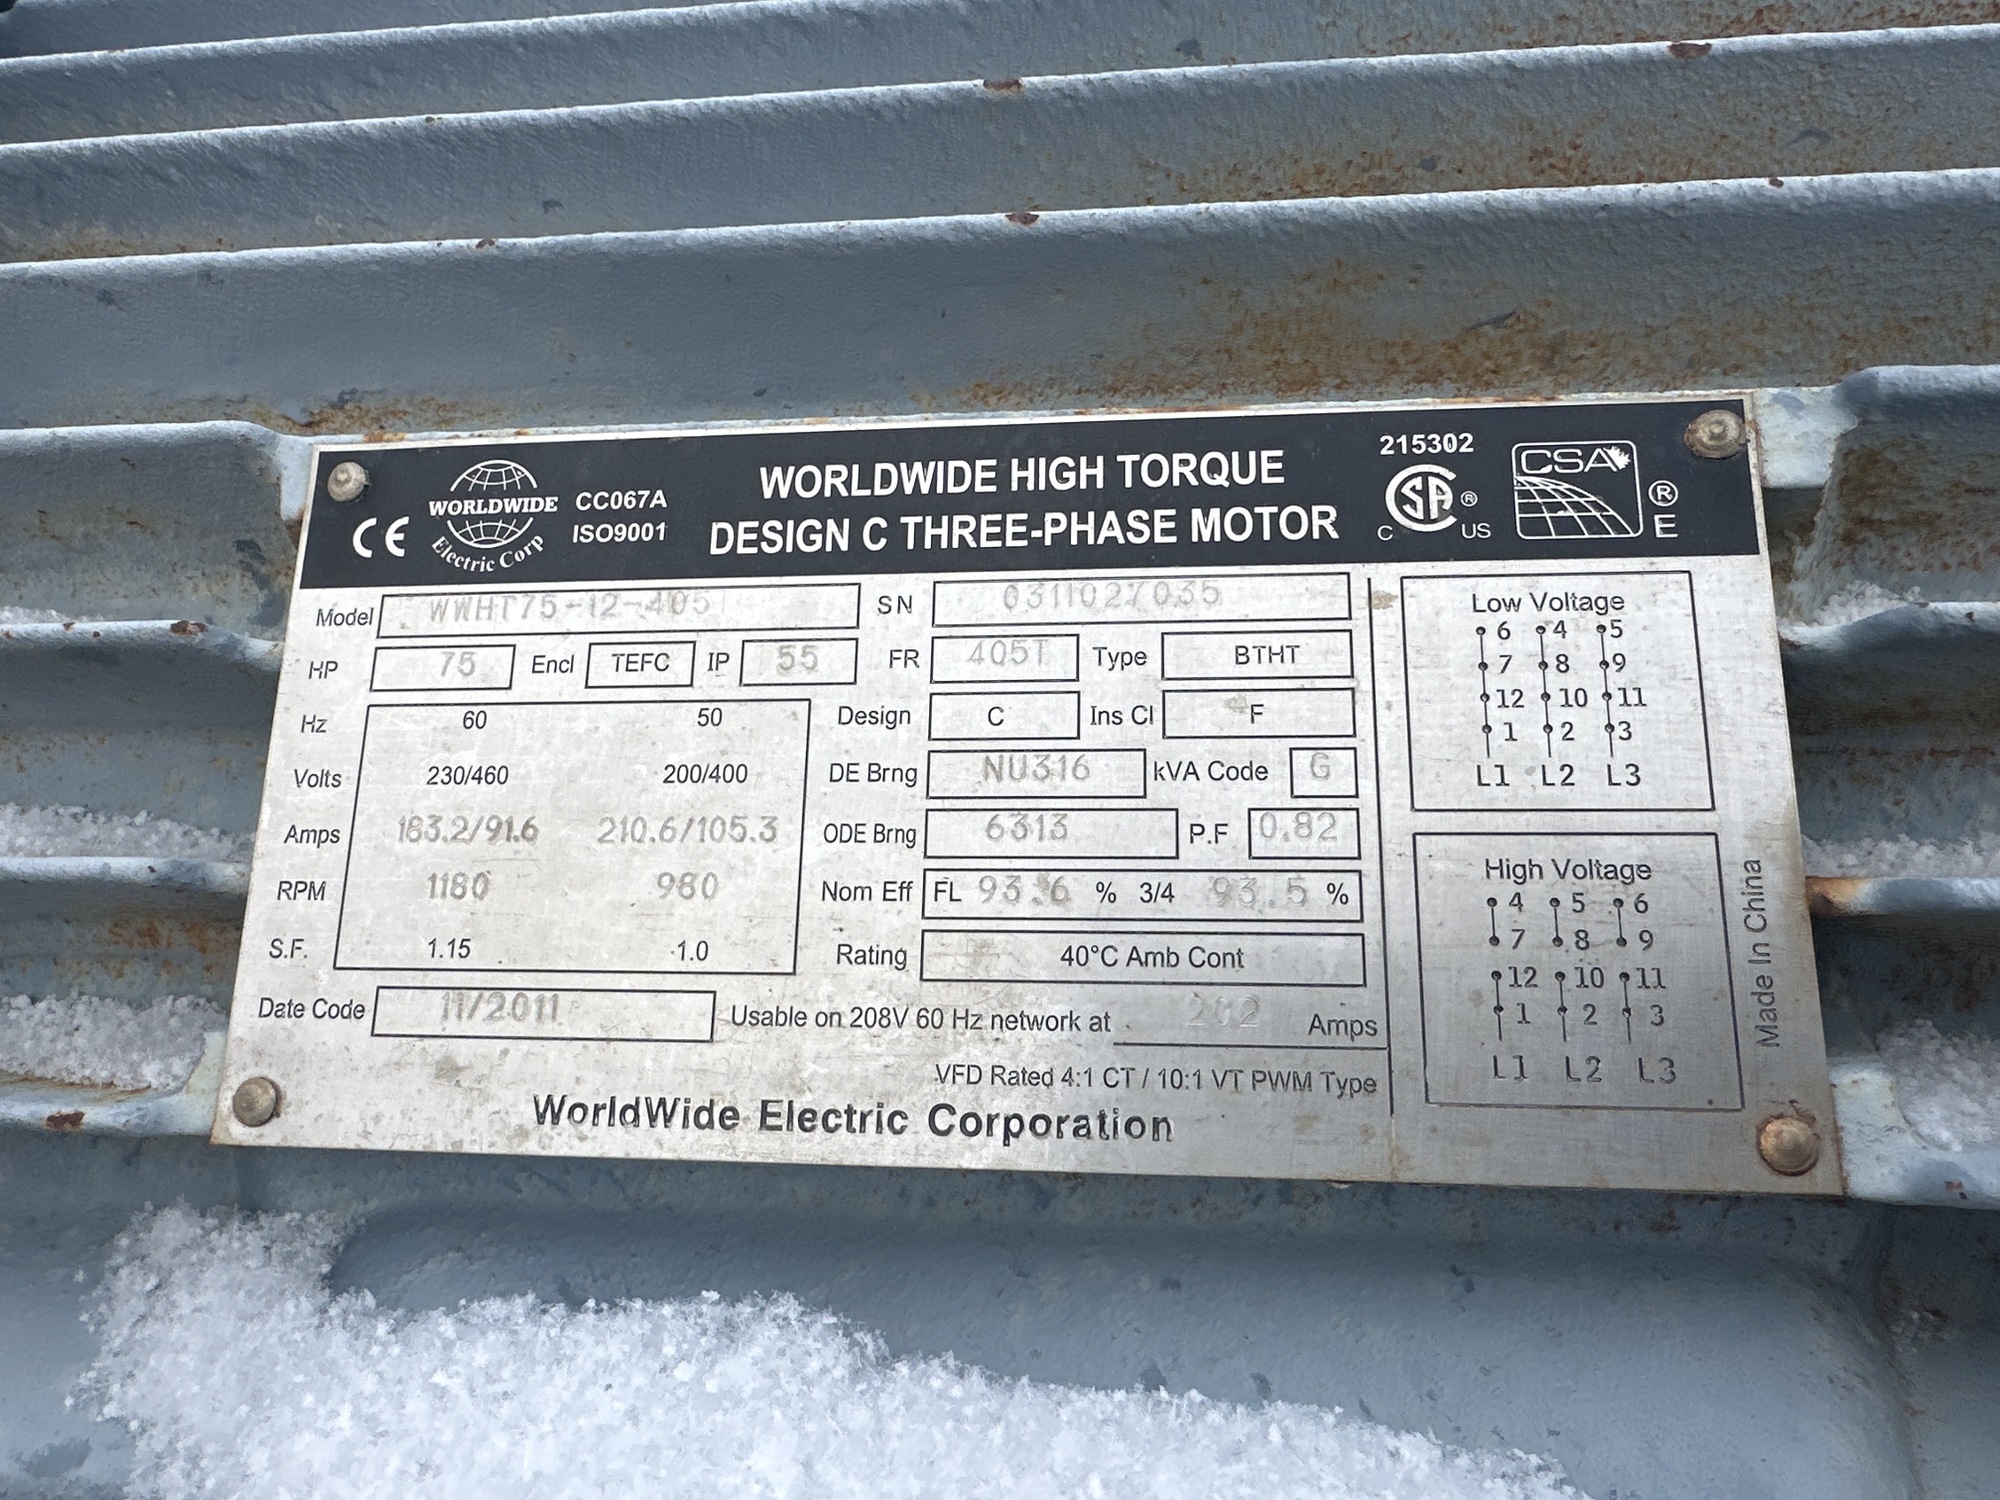 WORLDWIDE
Electric Corp
CC067A
ISO9001
WORLDWIDE HIGH TORQUE
DESIGN C THREE-PHASE MOTOR
215302
CSA
C US
CSA
® E
Model WWHT75-12-405T SN 0311027035
HP 75 Encl TEFC IP 55 FR 405T Type BTHT
Hz 60 50 Design C Ins Cl F
Volts 230/460 200/400 DE Brng NU316 kVA Code G
Amps 183.2/91.6 210.6/105.3 ODE Brng 6313 P.F 0.82
RPM 1180 980 Nom Eff FL 93.6 % 3/4 93.5 %
S.F. 1.15 1.0 Rating 40°C Amb Cont
Date Code 11/2011 Usable on 208V 60 Hz network at 202 Amps
VFD Rated 4:1 CT / 10:1 VT PWM Type
WorldWide Electric Corporation
Low Voltage
6 4 5
7 8 9
12 10 11
1 2 3
L1 L2 L3
High Voltage
4 5 6
7 8 9
12 10 11
1 2 3
L1 L2 L3
Made In China